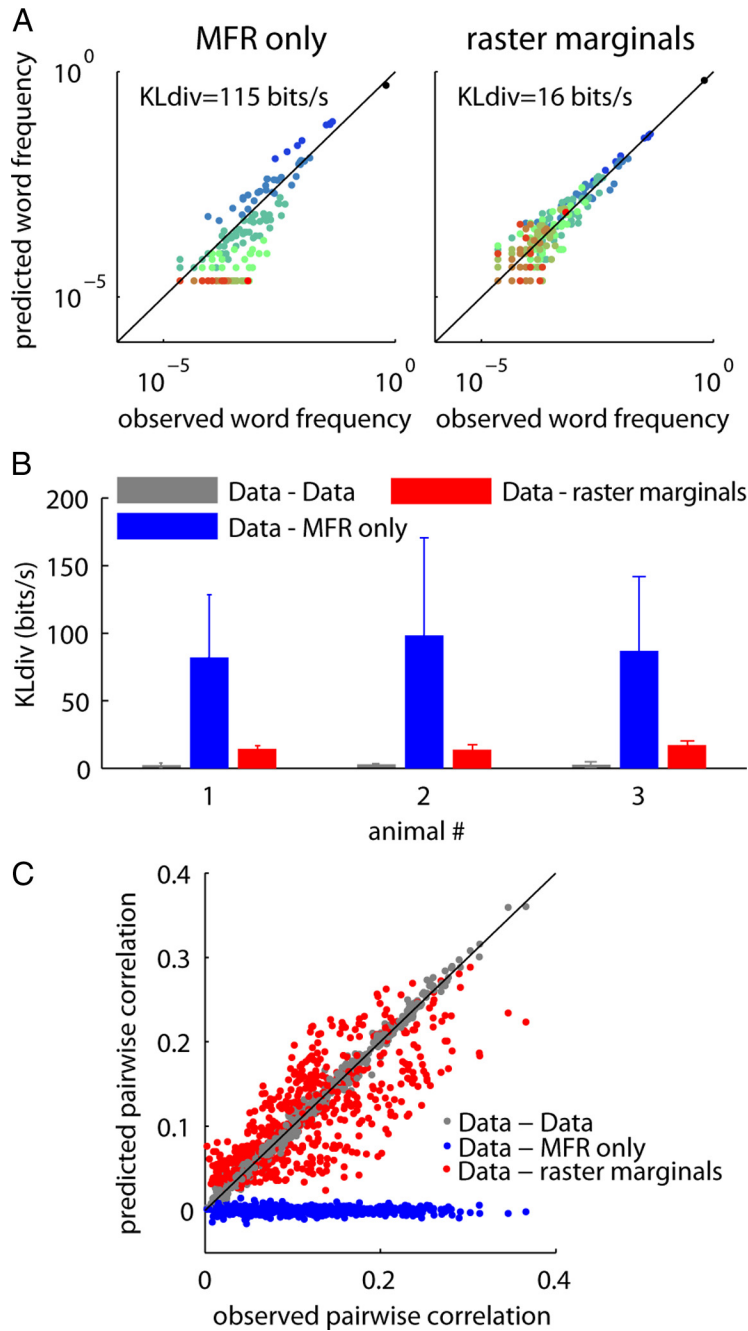 A
MFR only
raster marginals
KLdiv=115 bits/s
KLdiv=16 bits/s
10^0
10^-5
predicted word frequency
10^-5
10^0
10^-5
10^0
observed word frequency
observed word frequency
B
Data - Data
Data - raster marginals
Data - MFR only
200
150
100
50
0
KLdiv (bits/s)
1
2
3
animal #
C
0.4
0.3
0.2
0.1
0
predicted pairwise correlation
Data – Data
Data – MFR only
Data – raster marginals
0
0.2
0.4
observed pairwise correlation